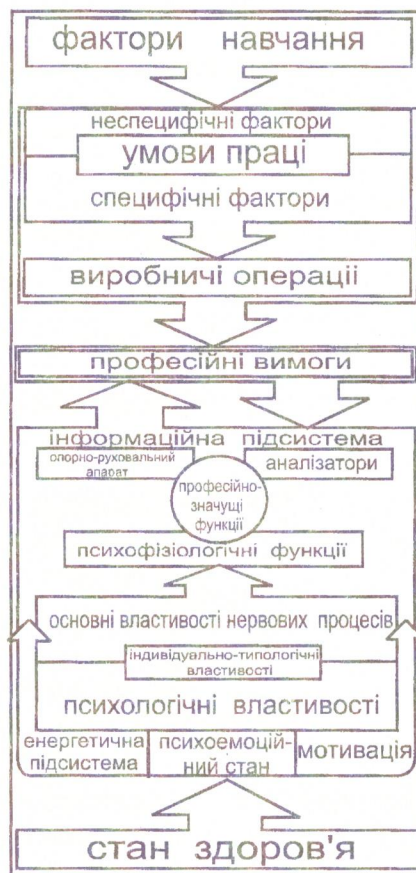 фактори навчання
неспецифічні фактори
умови праці
специфічні фактори
виробничі операції
професійні вимоги
інформаційна підсистема
опорно-руховальний
апарат
аналізатори
професійно-
значущі
функції
психофізіологічні функції
основні властивості нервових процесів
індивідуально-типологічні
властивості
психологічні властивості
енергетична
підсистема
психоемоцій-
ний стан
мотивація
стан здоров'я